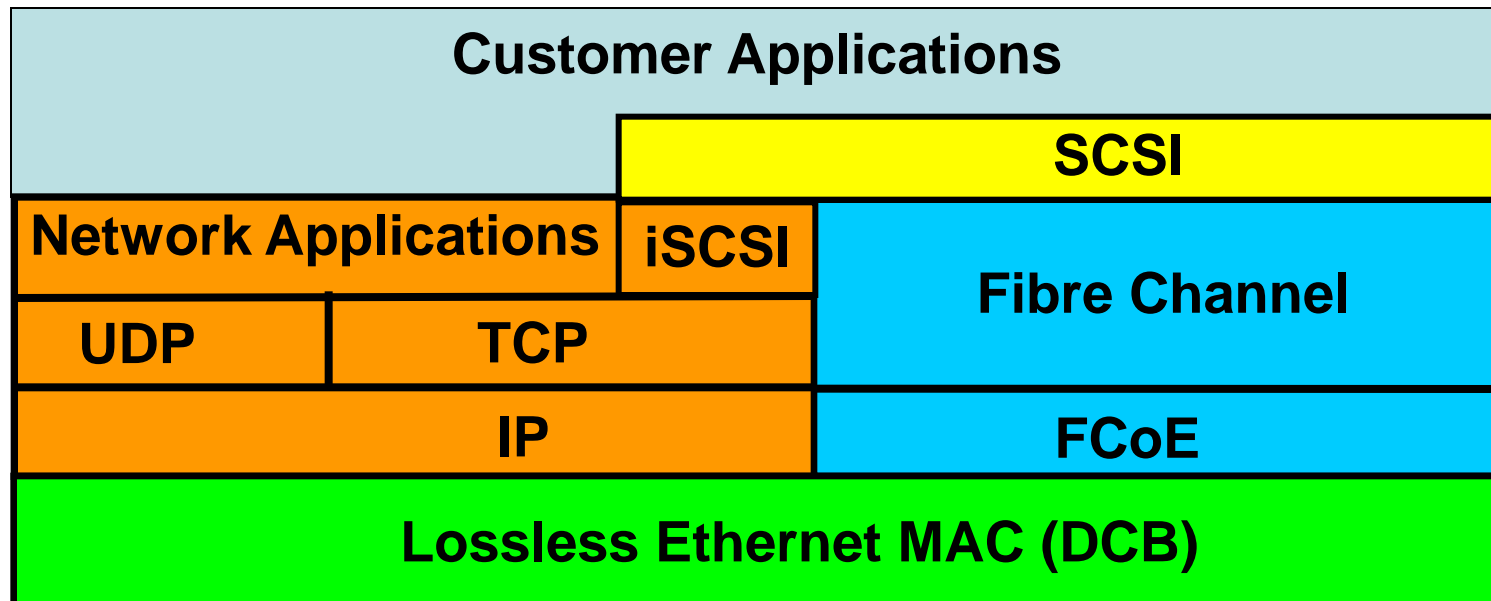 Customer Applications
SCSI
Network Applications
iSCSI
Fibre Channel
UDP
TCP
IP
FCoE
Lossless Ethernet MAC (DCB)